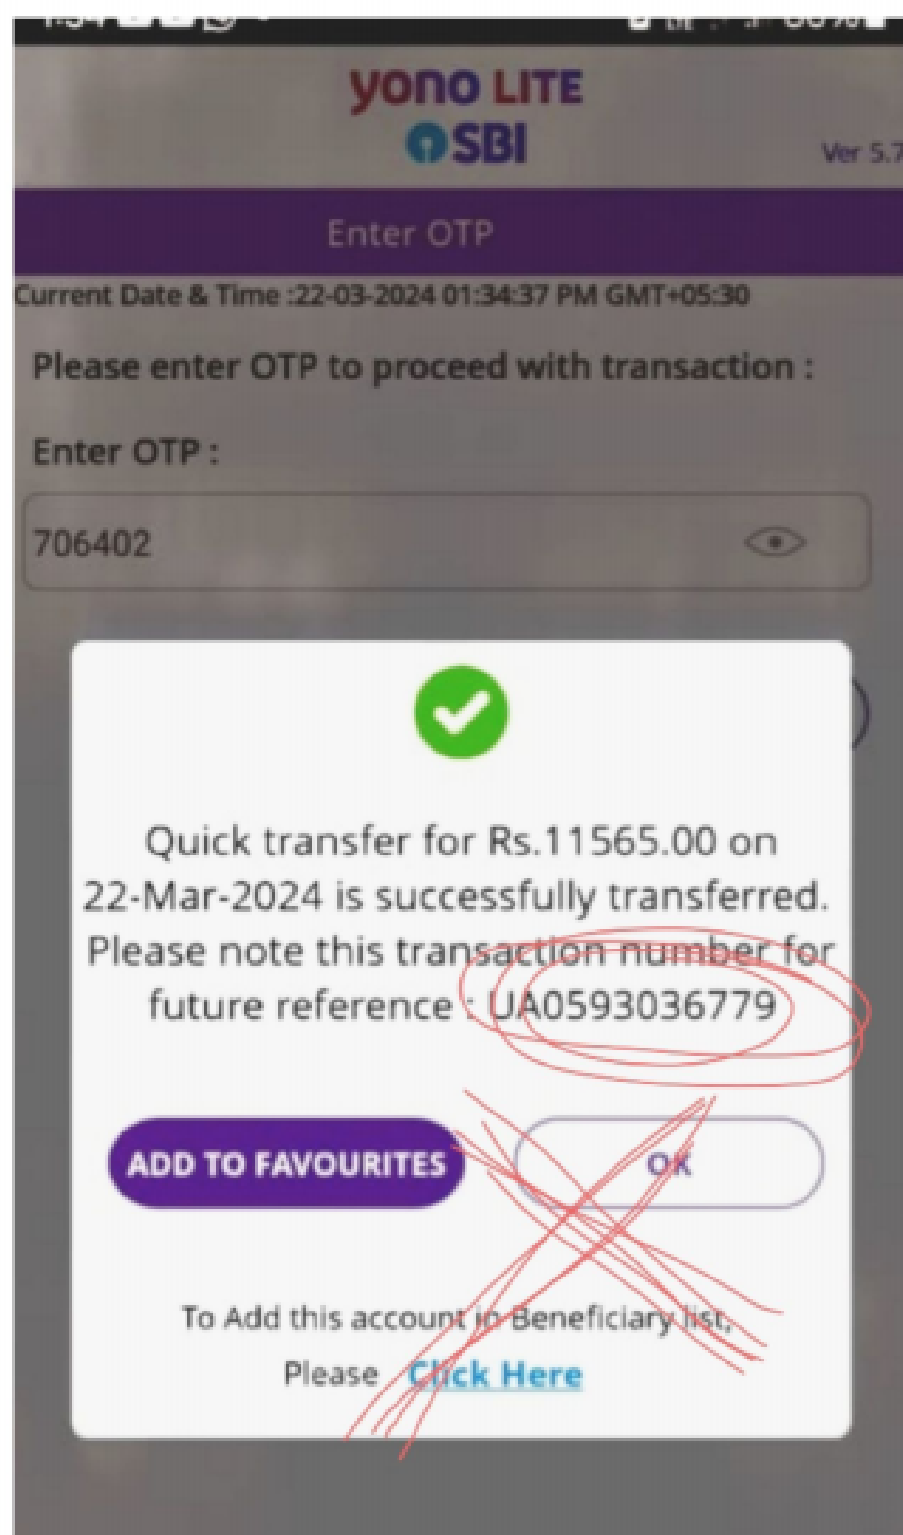 yono LITE
SBI
Ver 5.7
Enter OTP
Current Date & Time :22-03-2024 01:34:37 PM GMT+05:30
Please enter OTP to proceed with transaction :
Enter OTP :
706402
Quick transfer for Rs.11565.00 on
22-Mar-2024 is successfully transferred.
Please note this transaction number for
future reference : UA0593036779
ADD TO FAVOURITES
OK
To Add this account in Beneficiary list,
Please Click Here